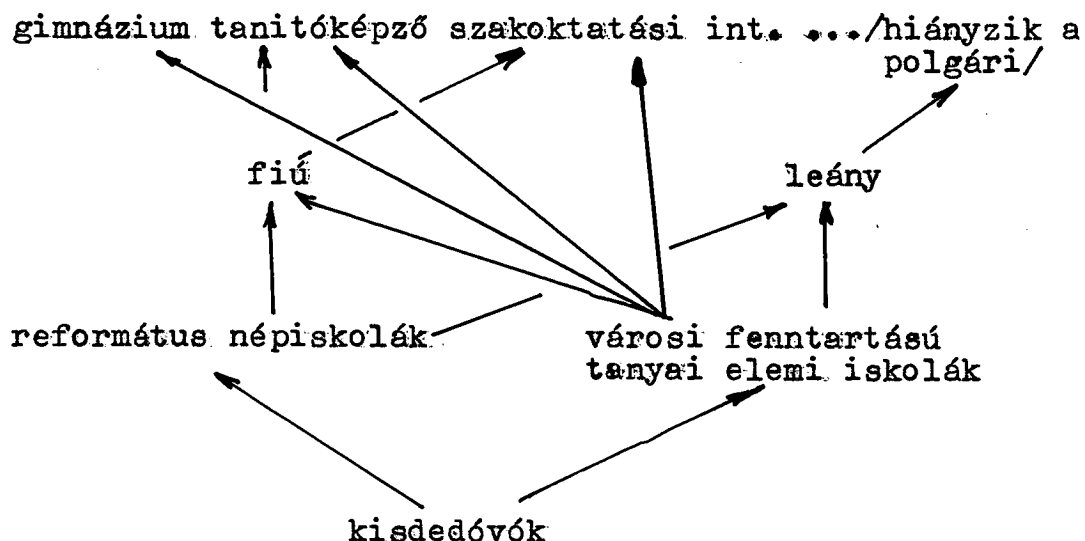 gimnázium tanitóképző szakoktatási int. .../hiányzik a
polgári/
fiú leány
református népiskolák városi fenntartású
tanyai elemi iskolák
kisdedóvók